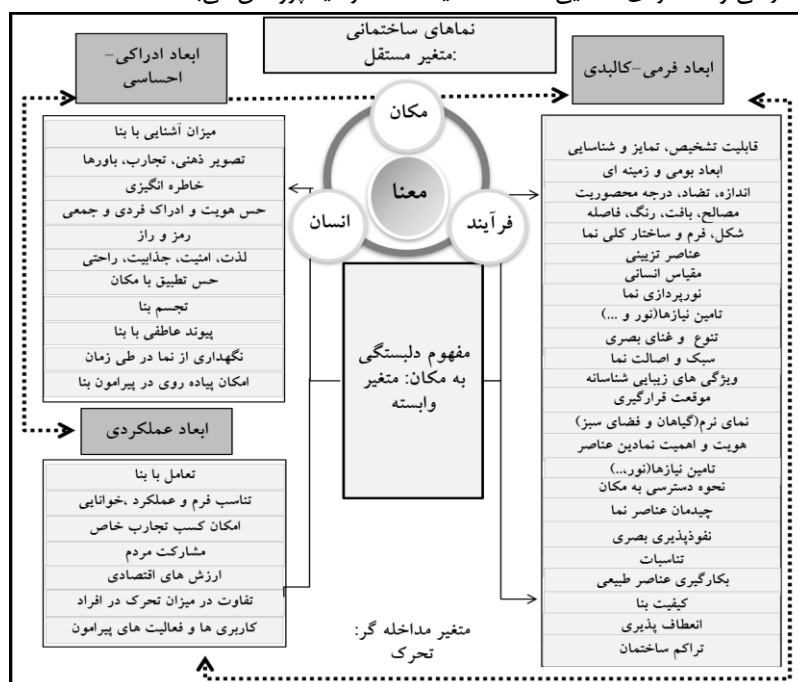 نماهای ساختمانی
متغیر مستقل:
ابعاد فرمی-کالبدی
قابلیت تشخیص، تمایز و شناسایی
ابعاد بومی و زمینه ای
اندازه، تضاد، درجه محصوریت
مصالح، بافت، رنگ، فاصله
شکل، فرم و ساختار کلی نما
عناصر تزیینی
مقیاس انسانی
نورپردازی نما
تامین نیازها(نور و ...)
تنوع و غنای بصری
سبک و اصالت نما
ویژگی های زیبایی شناسانه
موقعت قرارگیری
نمای نرم(گیاهان و فضای سبز)
هویت و اهمیت نمادین عناصر
تامین نیازها(نور،..)
نحوه دسترسی به مکان
چیدمان عناصر نما
نفوذپذیری بصری
تناسبات
بکارگیری عناصر طبیعی
کیفیت بنا
انعطاف پذیری
تراکم ساختمان
مکان
معنا
فرآیند
انسان
مفهوم دلبستگی
به مکان: متغیر
وابسته
متغیر مداخله گر:
تحرک
ابعاد ادراکی-
احساسی
میزان آشنایی با بنا
تصویر ذهنی، تجارب، باورها
خاطره انگیزی
حس هویت و ادراک فردی و جمعی
رمز و راز
لذت، امنیت، جذابیت، راحتی
حس تطبیق با مکان
تجسم بنا
پیوند عاطفی با بنا
نگهداری از نما در طی زمان
امکان پیاده روی در پیرامون بنا
ابعاد عملکردی
تعامل با بنا
تناسب فرم و عملکرد ،خوانایی
امکان کسب تجارب خاص
مشارکت مردم
ارزش های اقتصادی
تفاوت در میزان تحرک در افراد
کاربری ها و فعالیت های پیرامون